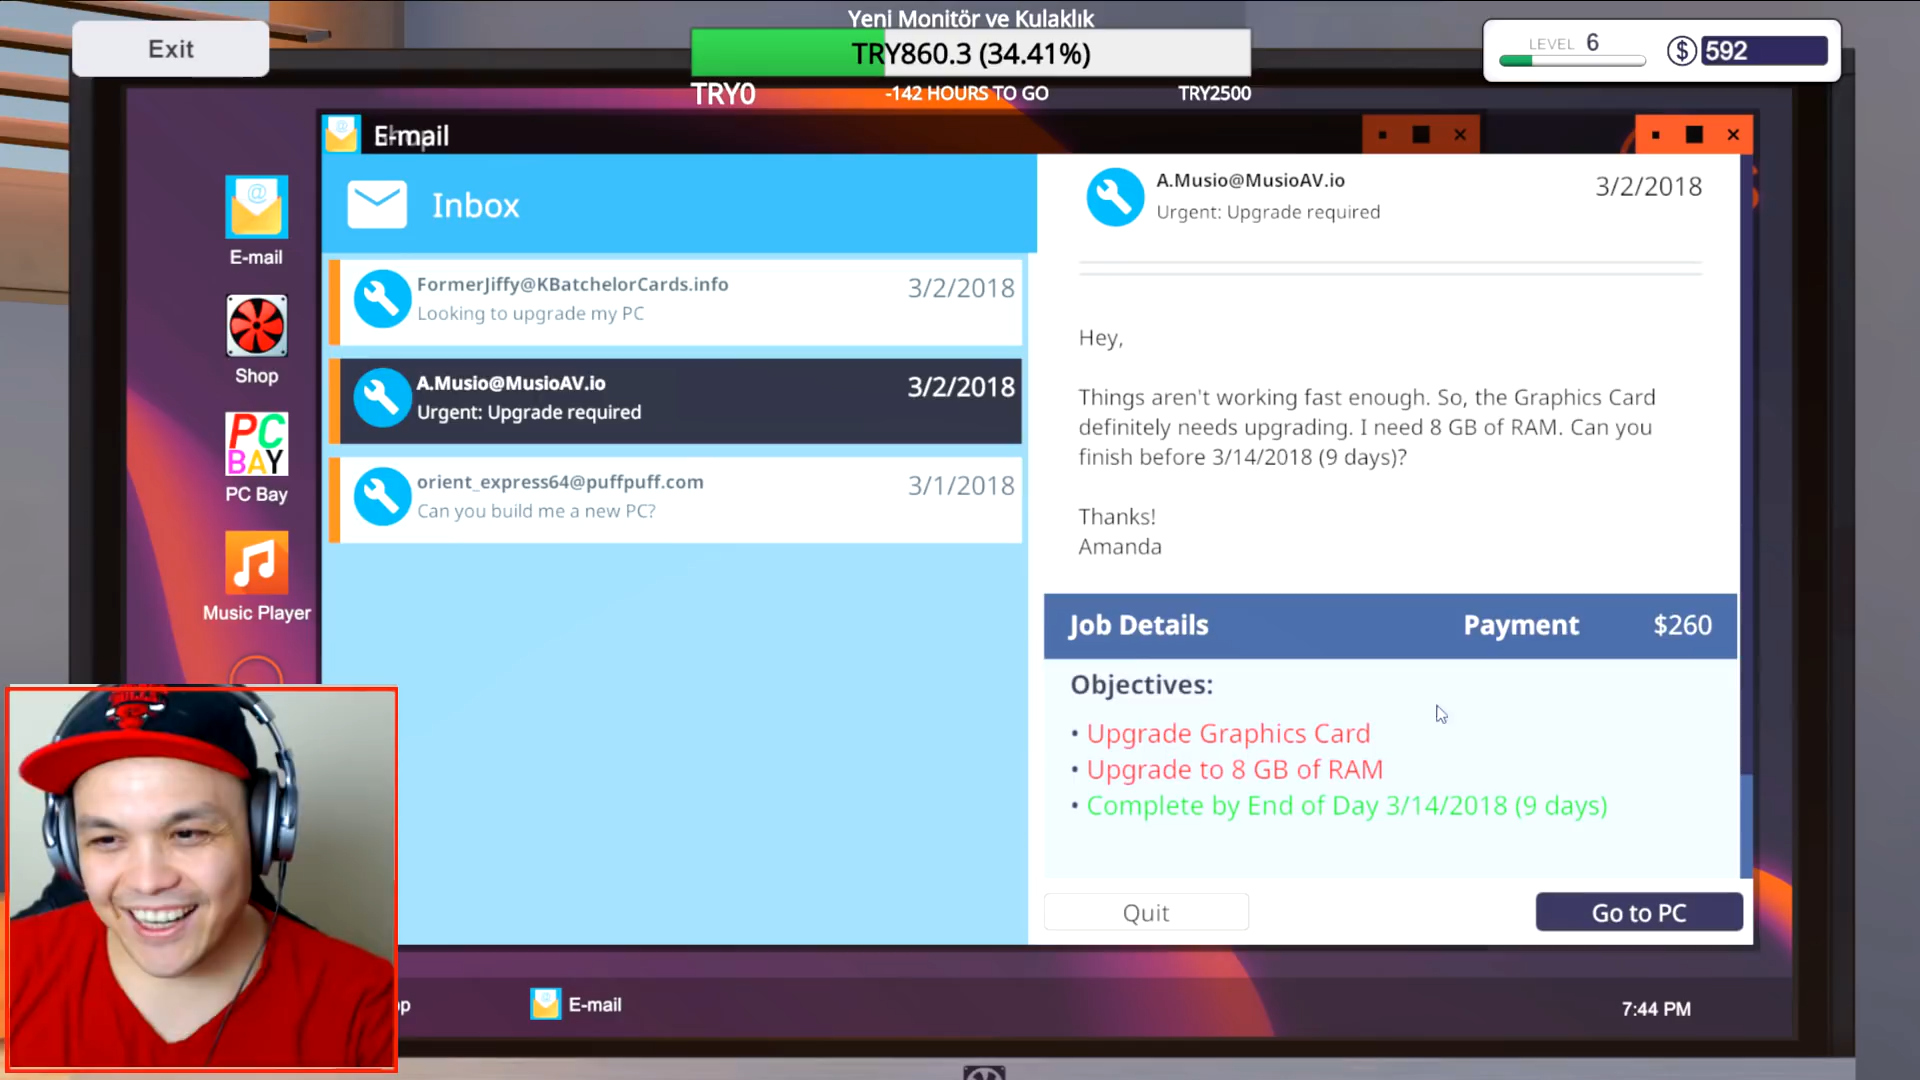 Exit
Yeni Monitör ve Kulaklık
TRY860.3 (34.41%)
TRY0
-142 HOURS TO GO
TRY2500
LEVEL 6
$ 592
E-mail
E-mail
Shop
PC BAY
PC Bay
Music Player
Inbox
FormerJiffy@KBatchelorCards.info
3/2/2018
Looking to upgrade my PC
A.Musio@MusioAV.io
3/2/2018
Urgent: Upgrade required
orient_express64@puffpuff.com
3/1/2018
Can you build me a new PC?
A.Musio@MusioAV.io
3/2/2018
Urgent: Upgrade required
Hey,
Things aren't working fast enough. So, the Graphics Card
definitely needs upgrading. I need 8 GB of RAM. Can you
finish before 3/14/2018 (9 days)?
Thanks!
Amanda
Job Details Payment $260
Objectives:
• Upgrade Graphics Card
• Upgrade to 8 GB of RAM
• Complete by End of Day 3/14/2018 (9 days)
Quit
Go to PC
op
E-mail
7:44 PM